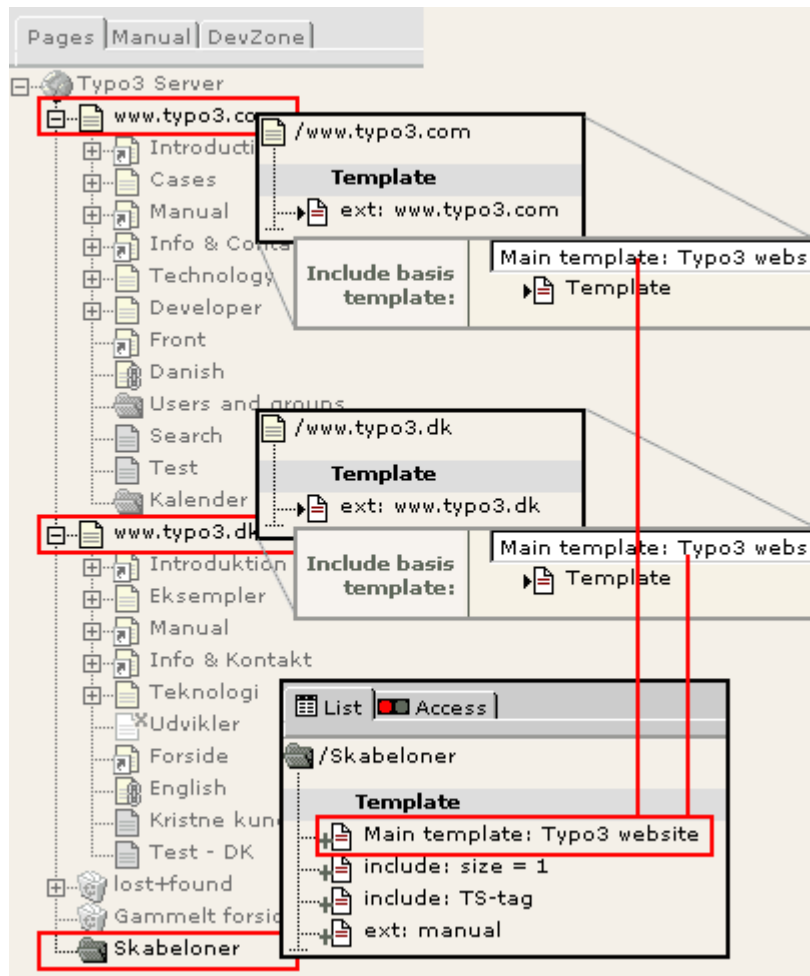 Pages Manual DevZone
Typo3 Server
www.typo3.co
Introducti
Cases
Manual
Info & Conta
Technology
Developer
Front
Danish
Users and groups
Search
Test
Kalender
www.typo3.dk
Introduktion
Eksempler
Manual
Info & Kontakt
Teknologi
Udvikler
Forside
English
Kristne kun
Test - DK
lost+found
Gammelt forsid
Skabeloner
/www.typo3.com
Template
ext: www.typo3.com
Include basis
template:
Main template: Typo3 webs
Template
/www.typo3.dk
Template
ext: www.typo3.dk
Include basis
template:
Main template: Typo3 webs
Template
List Access
/Skabeloner
Template
Main template: Typo3 website
include: size = 1
include: TS-tag
ext: manual